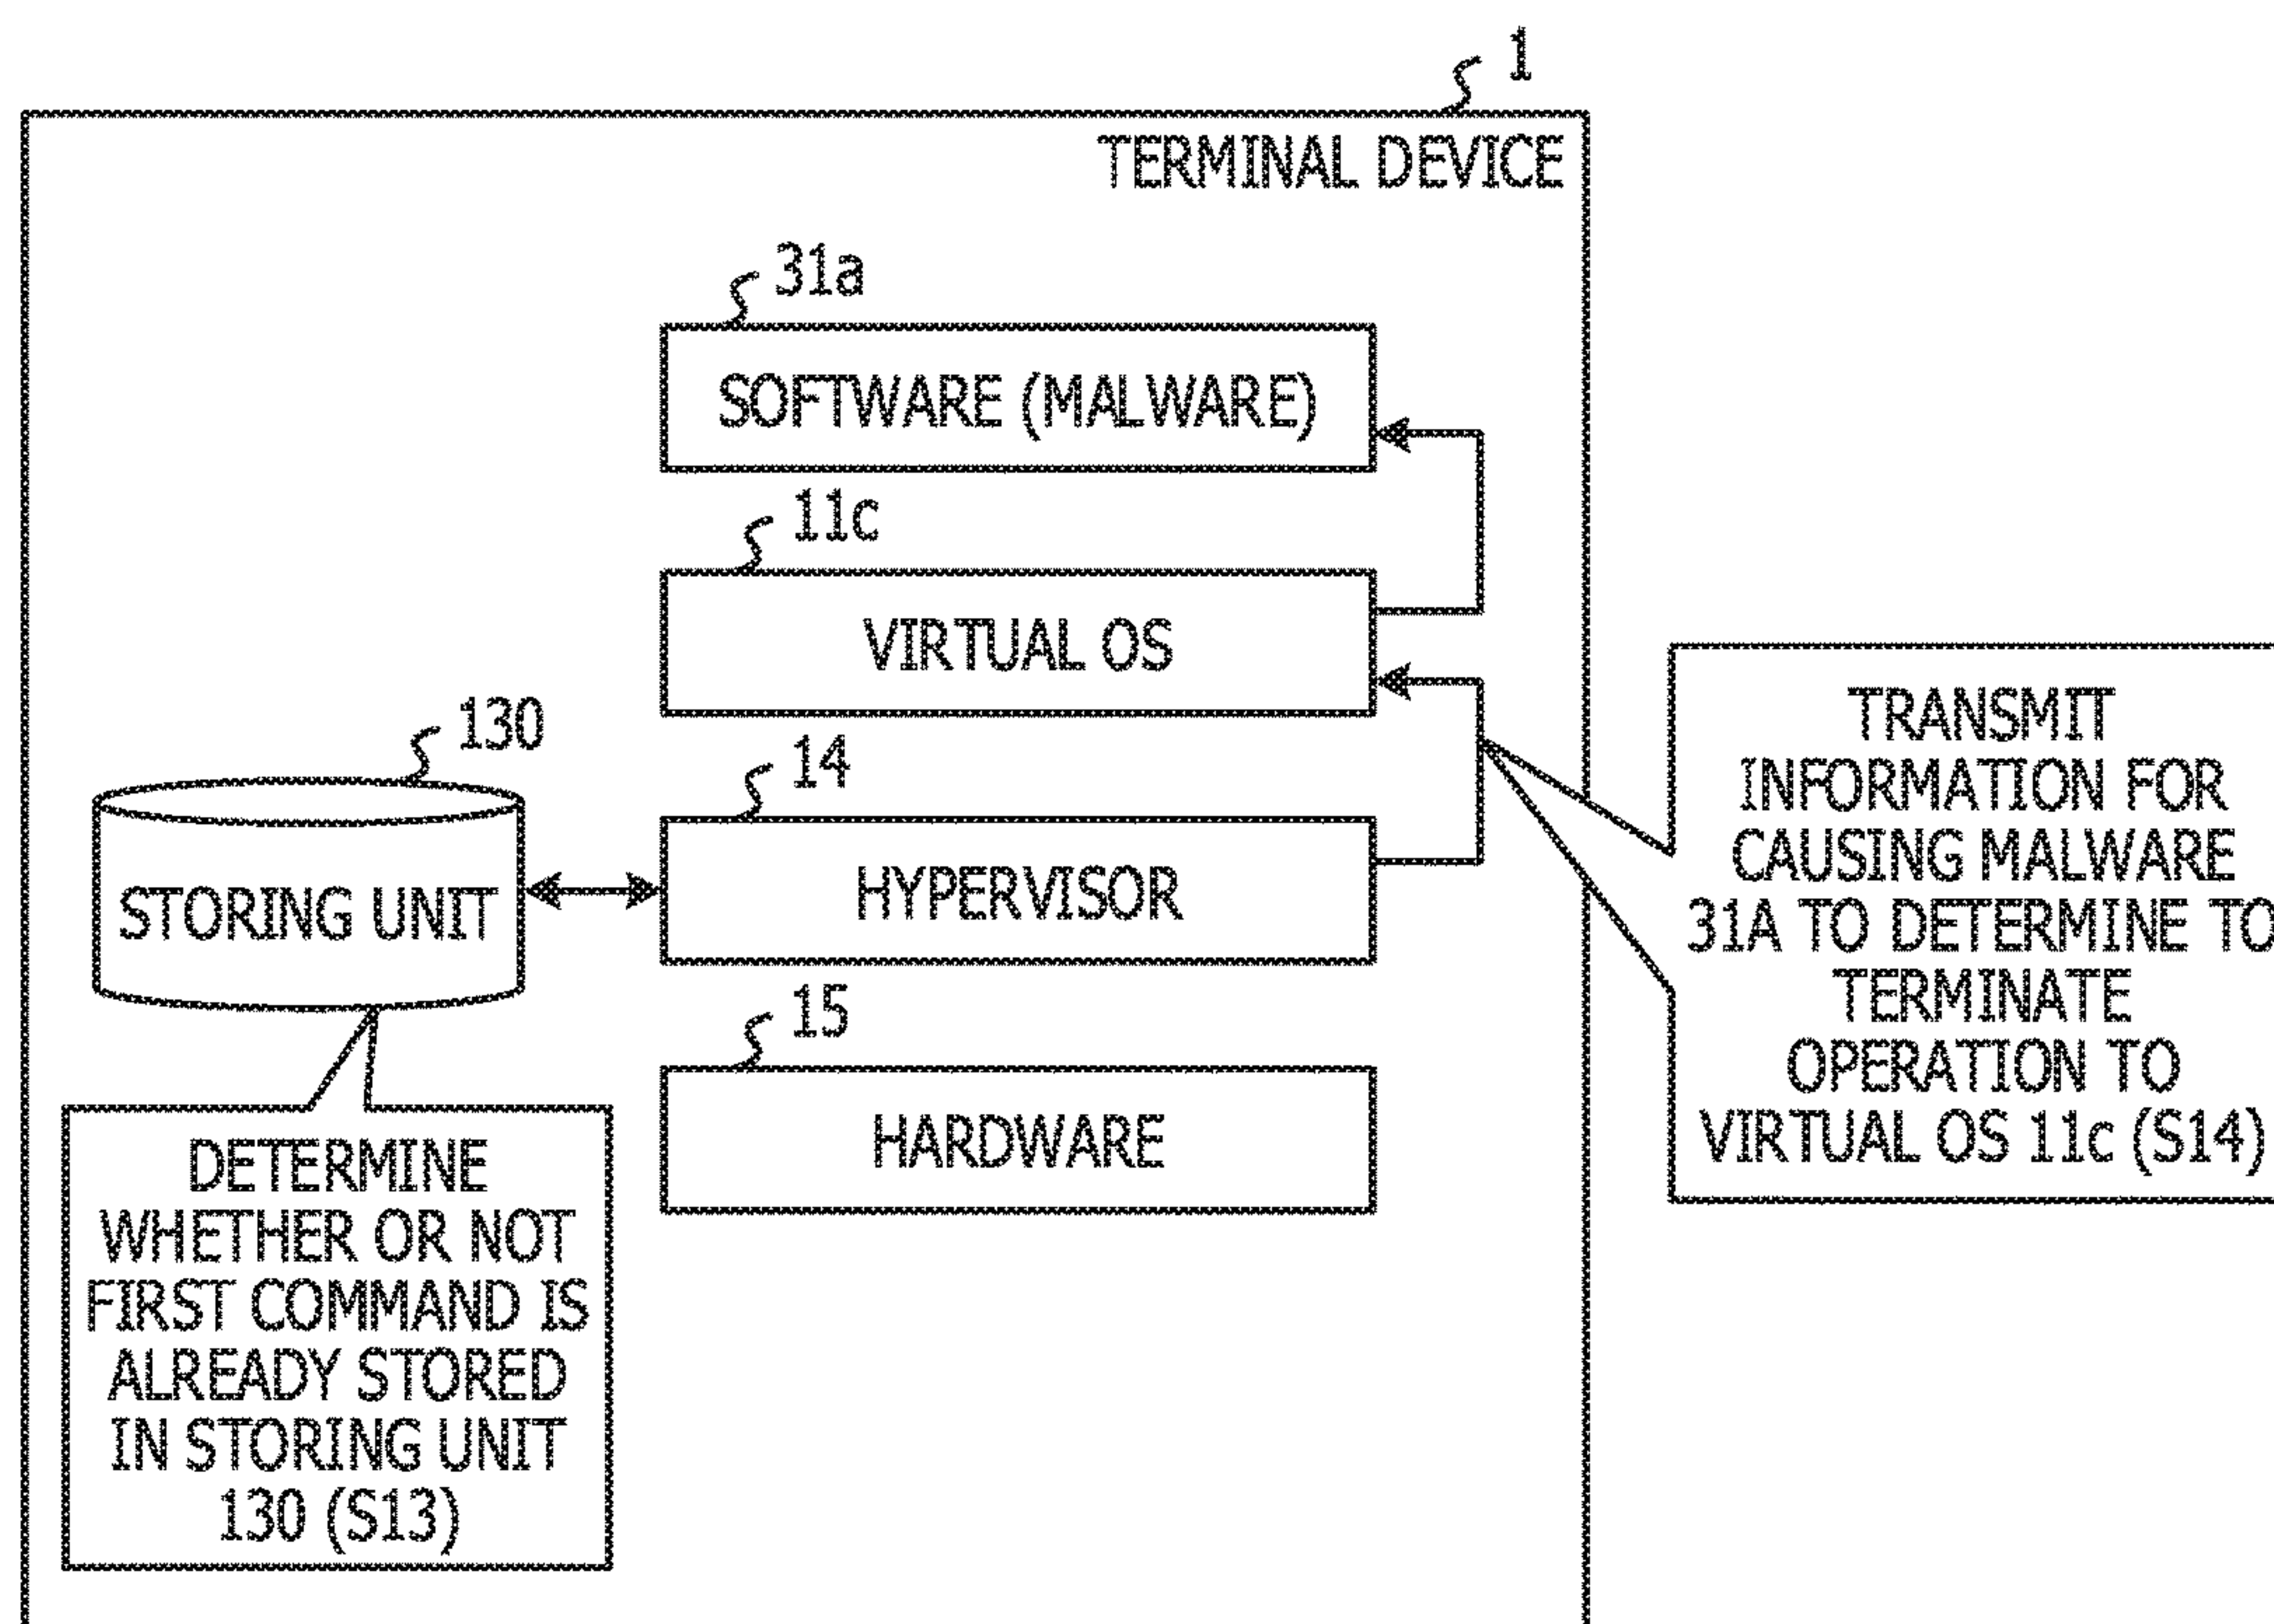 1
TERMINAL DEVICE
31a
SOFTWARE (MALWARE)
11c
VIRTUAL OS
130
STORING UNIT
14
HYPERVISOR
15
HARDWARE
TRANSMIT
INFORMATION FOR
CAUSING MALWARE
31A TO DETERMINE TO
TERMINATE
OPERATION TO
VIRTUAL OS 11c (S14)
DETERMINE
WHETHER OR NOT
FIRST COMMAND IS
ALREADY STORED
IN STORING UNIT
130 (S13)